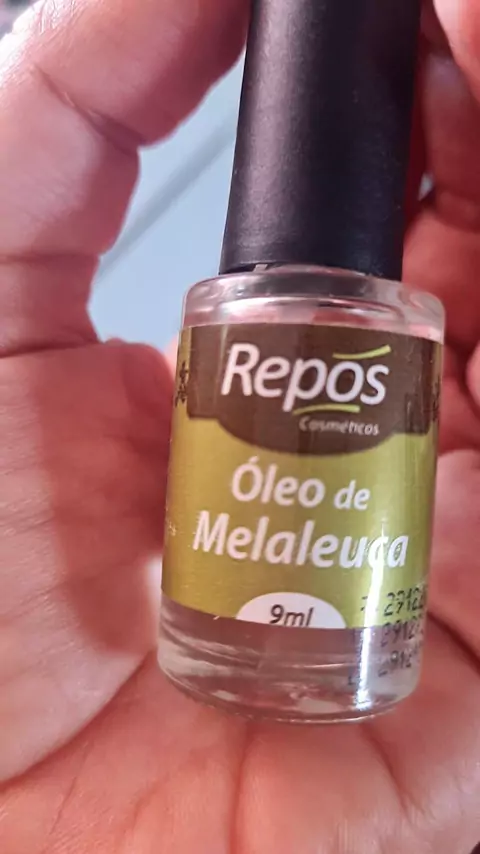 Repos
Cosméticos
Óleo de
Melaleuca
9ml